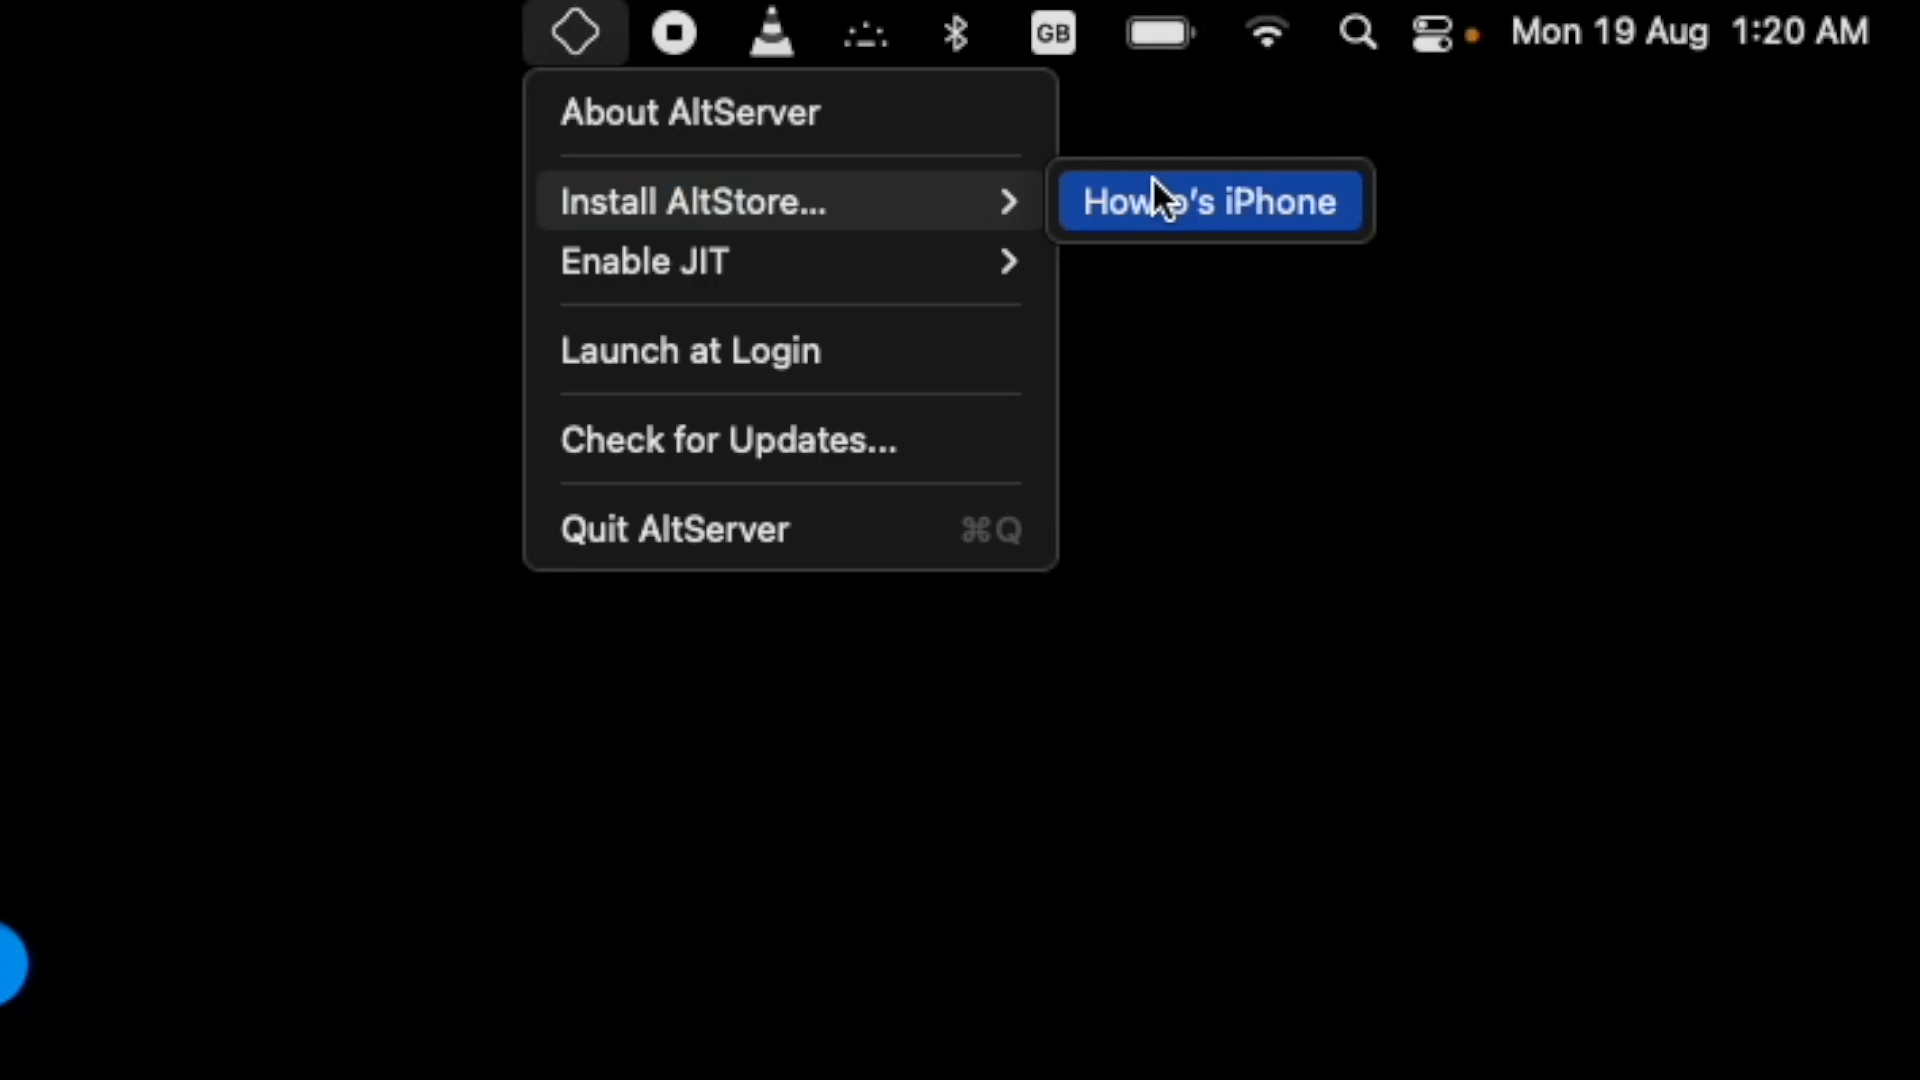 GB
Mon 19 Aug 1:20 AM
About AltServer
Install AltStore...
iPhone
Enable JIT
Launch at Login
Check for Updates...
Quit AltServer ⌘Q